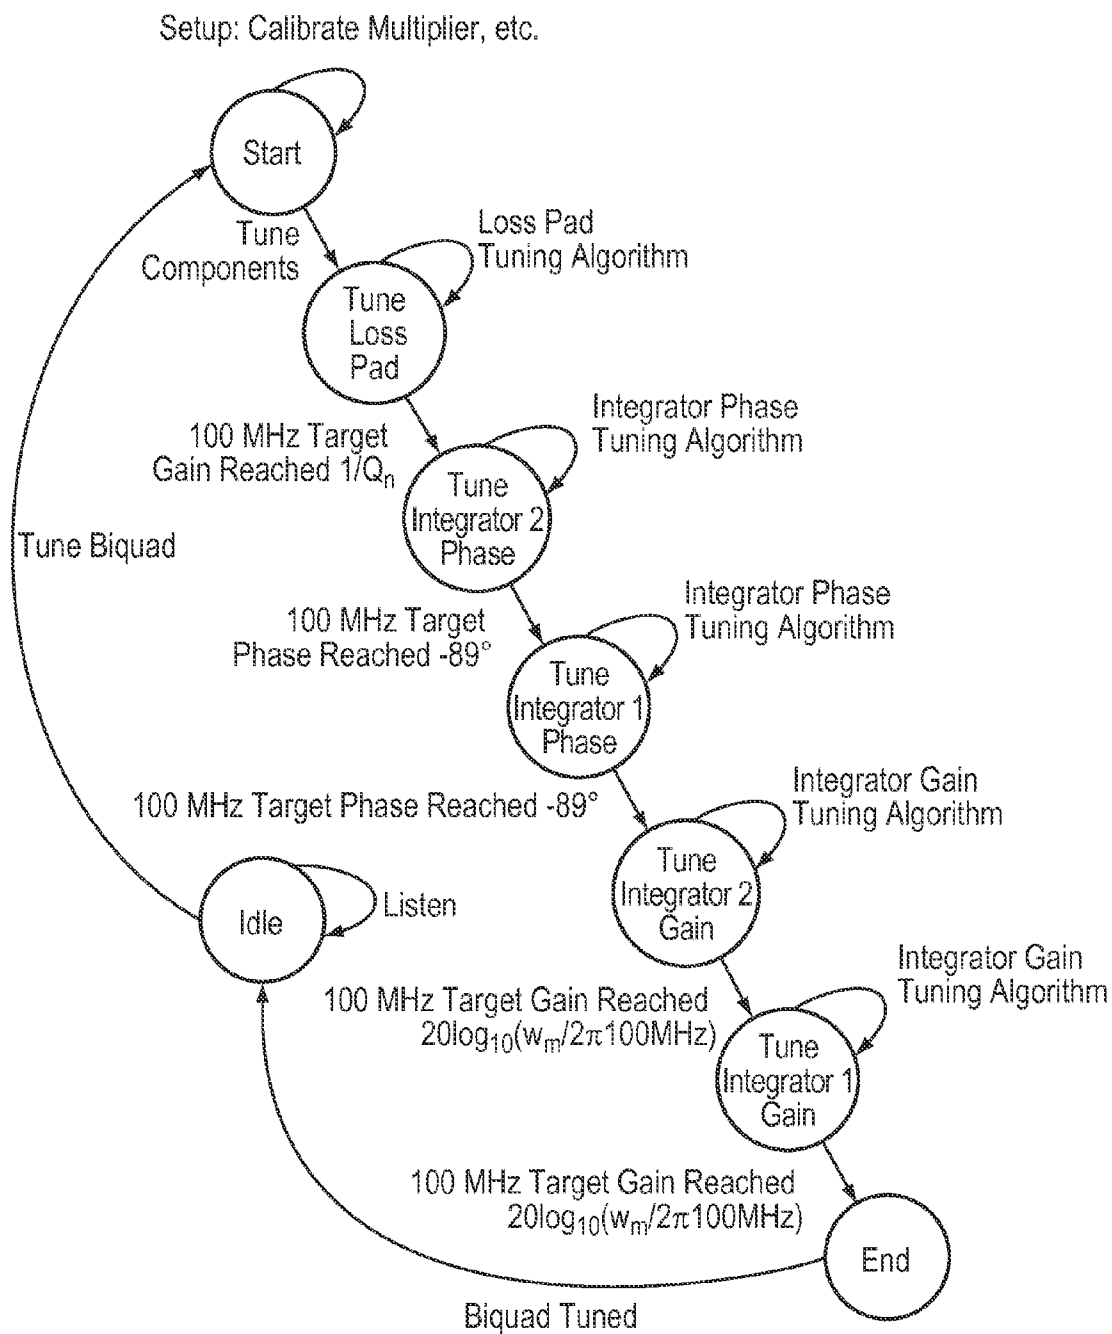 Setup: Calibrate Multiplier, etc.
Start
Tune
Components
Loss Pad
Tuning Algorithm
Tune
Loss
Pad
100 MHz Target
Gain Reached 1/Qn
Integrator Phase
Tuning Algorithm
Tune
Integrator 2
Phase
Tune Biquad
100 MHz Target
Phase Reached -89°
Integrator Phase
Tuning Algorithm
Tune
Integrator 1
Phase
100 MHz Target Phase Reached -89°
Integrator Gain
Tuning Algorithm
Tune
Integrator 2
Gain
Idle
Listen
100 MHz Target Gain Reached
20log10(wm/2π100MHz)
Integrator Gain
Tuning Algorithm
Tune
Integrator 1
Gain
100 MHz Target Gain Reached
20log10(wm/2π100MHz)
End
Biquad Tuned